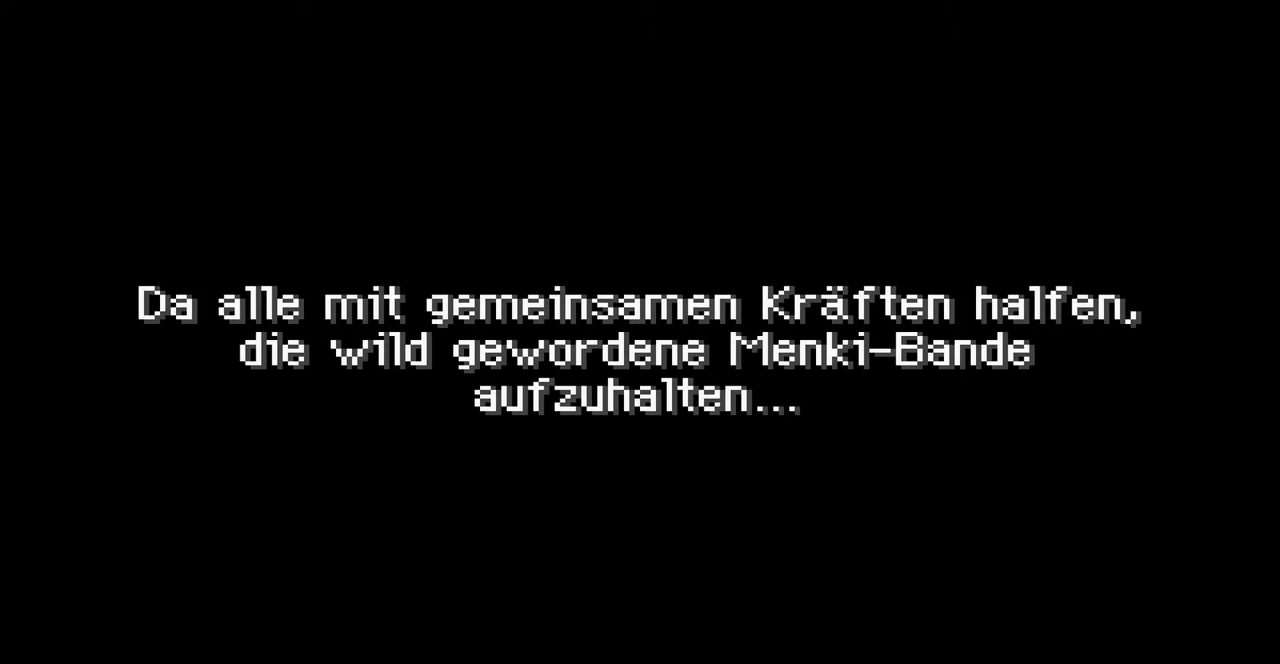 Da alle mit gemeinsamen Kräften halfen,
die wild gewordene Menki-Bande
aufzuhalten...